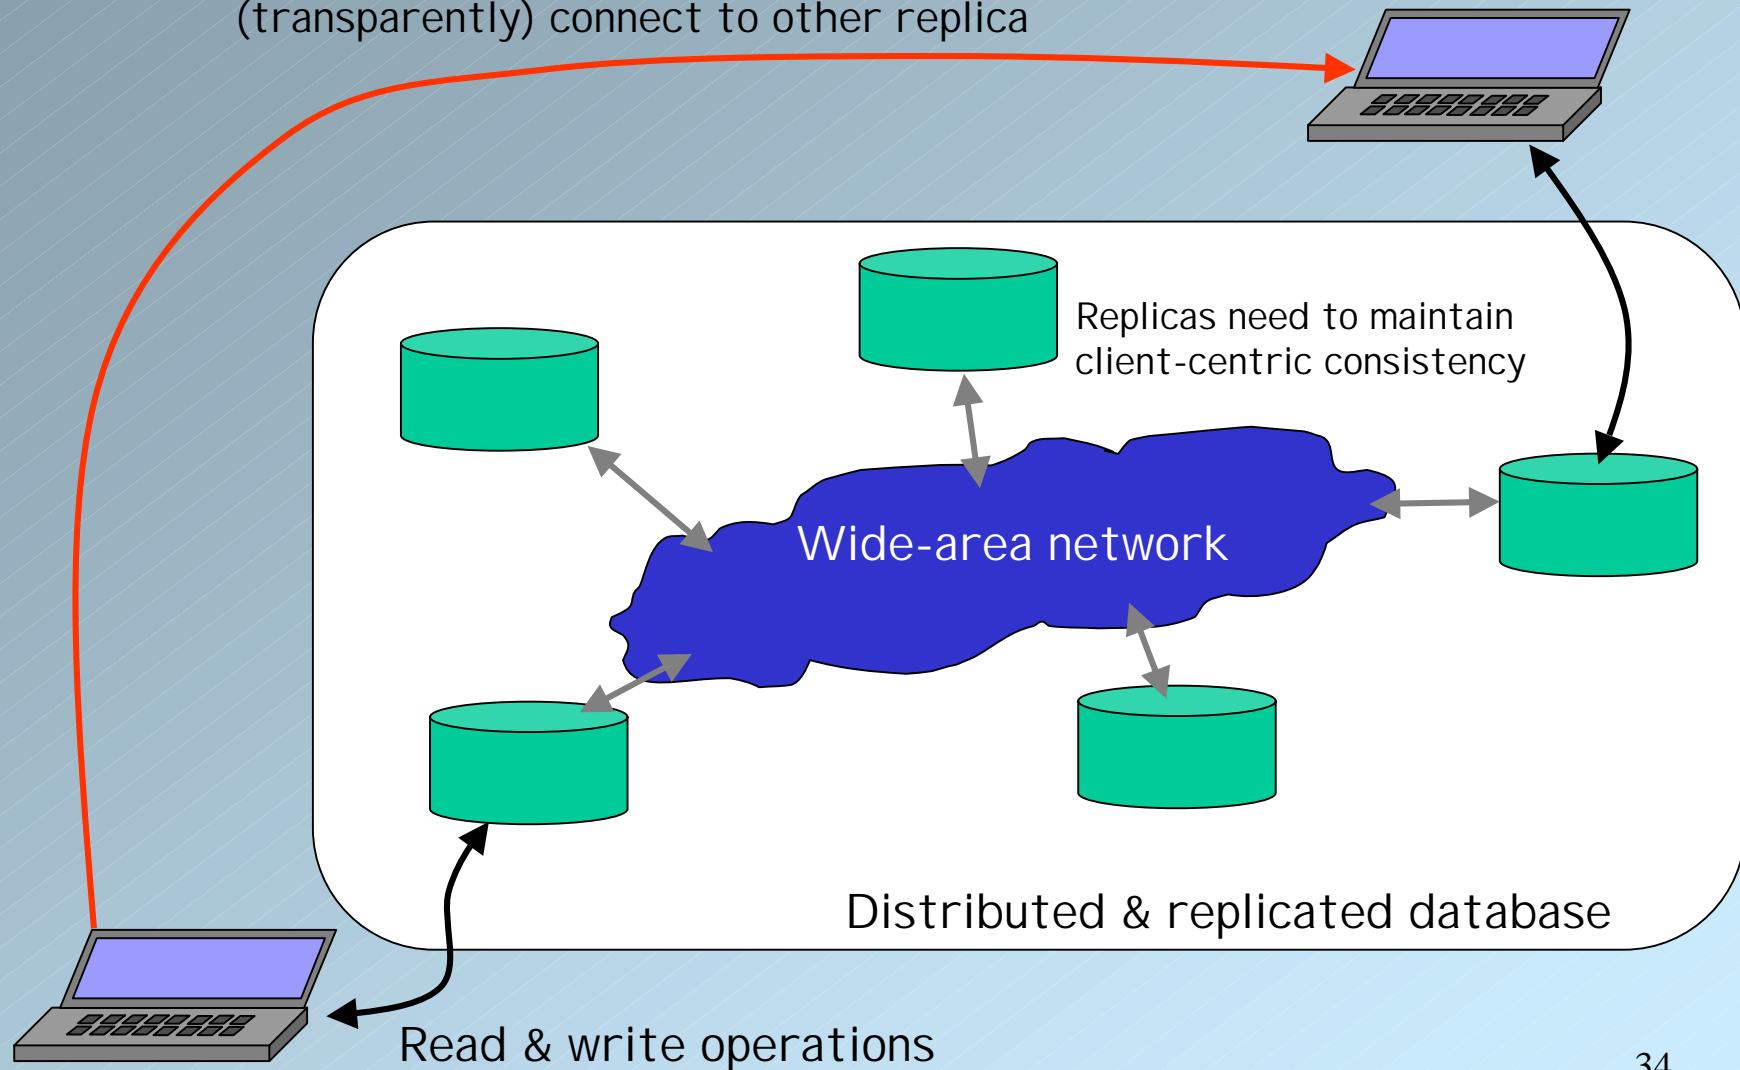 (transparently) connect to other replica
Replicas need to maintain
client-centric consistency
Wide-area network
Distributed & replicated database
Read & write operations
34